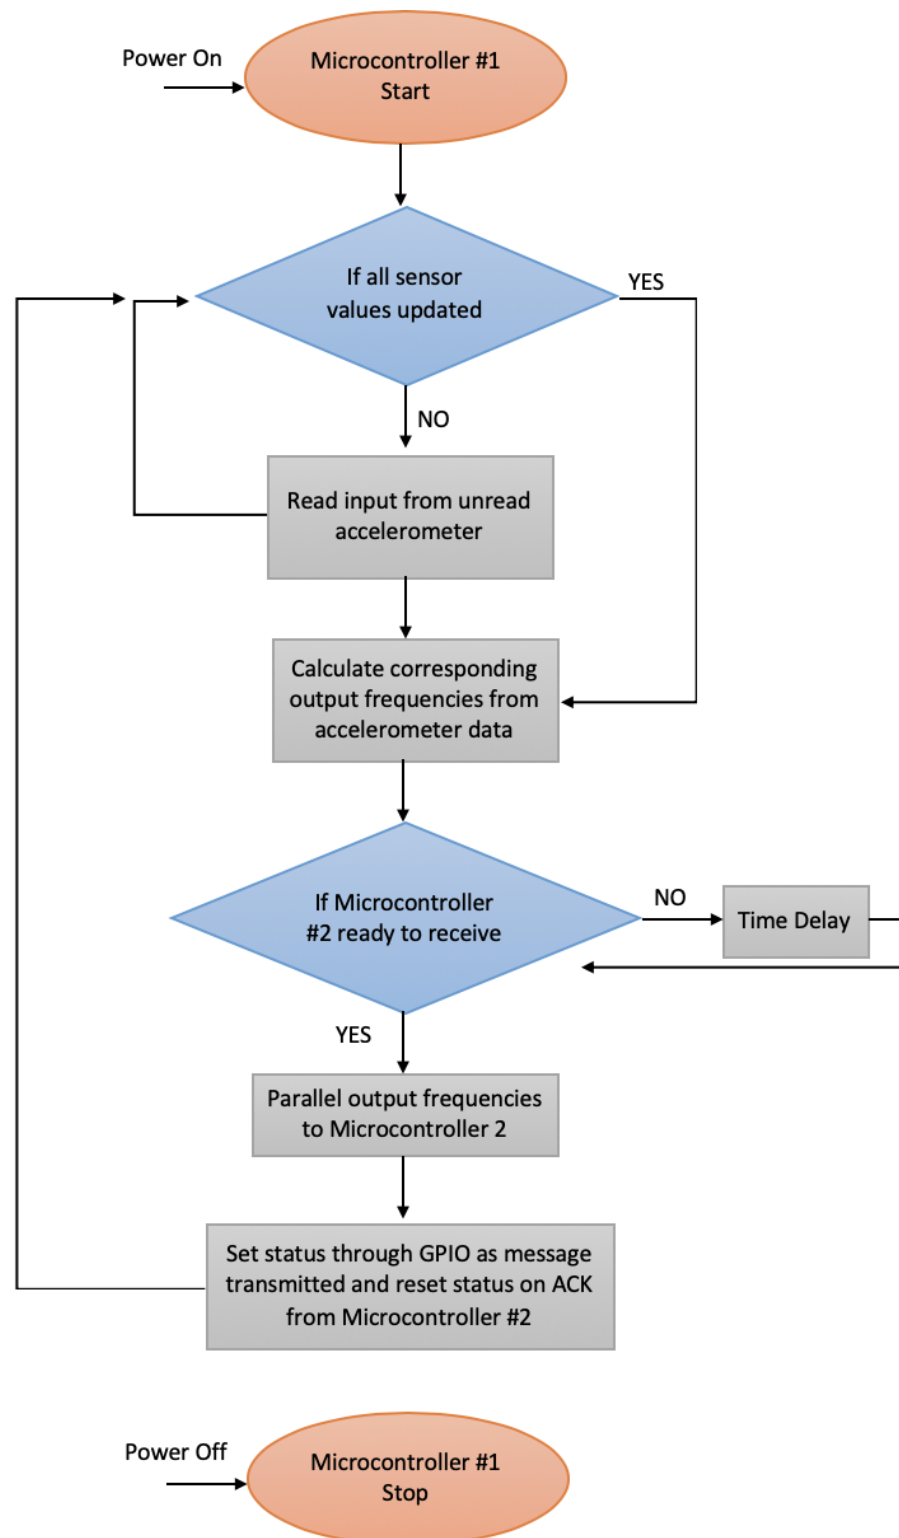 Power On
Microcontroller #1
Start
If all sensor
values updated
YES
NO
Read input from unread
accelerometer
Calculate corresponding
output frequencies from
accelerometer data
If Microcontroller
#2 ready to receive
NO
Time Delay
YES
Parallel output frequencies
to Microcontroller 2
Set status through GPIO as message
transmitted and reset status on ACK
from Microcontroller #2
Power Off
Microcontroller #1
Stop